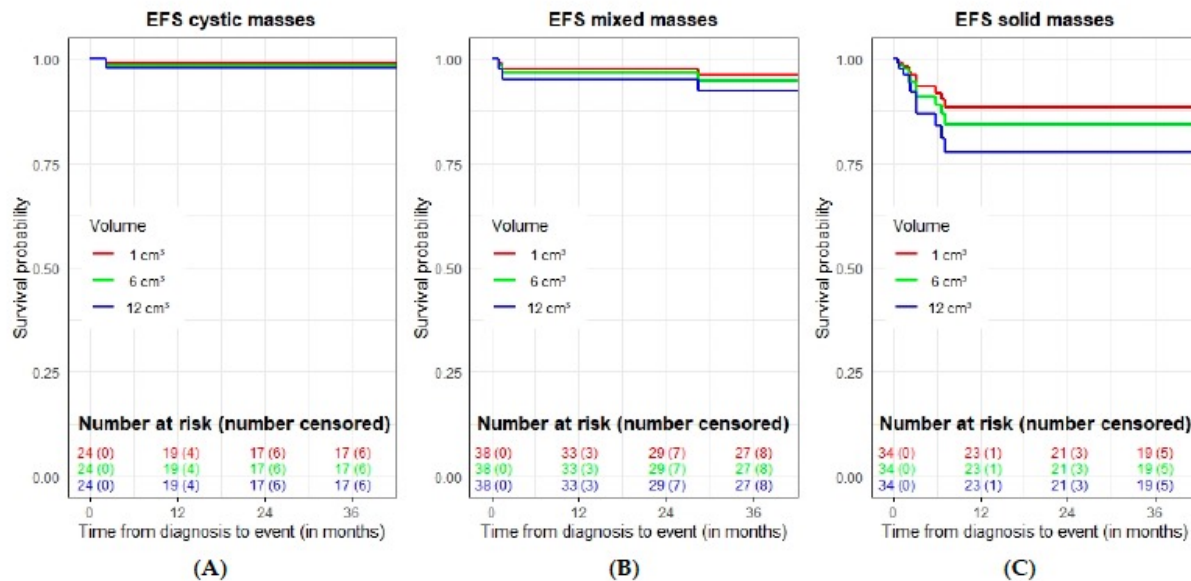 EFS cystic masses
1.00
0.75
0.50
0.25
0.00
Survival probability
Volume
1 cm³
6 cm³
12 cm³
Number at risk (number censored)
24 (0) 19 (4) 17 (6) 17 (6)
24 (0) 19 (4) 17 (6) 17 (6)
24 (0) 19 (4) 17 (6) 17 (6)
0 12 24 36
Time from diagnosis to event (in months)
(A)
EFS mixed masses
1.00
0.75
0.50
0.25
0.00
Survival probability
Volume
1 cm³
6 cm³
12 cm³
Number at risk (number censored)
38 (0) 33 (3) 29 (7) 27 (8)
38 (0) 33 (3) 29 (7) 27 (8)
38 (0) 33 (3) 29 (7) 27 (8)
0 12 24 36
Time from diagnosis to event (in months)
(B)
EFS solid masses
1.00
0.75
0.50
0.25
0.00
Survival probability
Volume
1 cm³
6 cm³
12 cm³
Number at risk (number censored)
34 (0) 23 (1) 21 (3) 19 (5)
34 (0) 23 (1) 21 (3) 19 (5)
34 (0) 23 (1) 21 (3) 19 (5)
0 12 24 36
Time from diagnosis to event (in months)
(C)